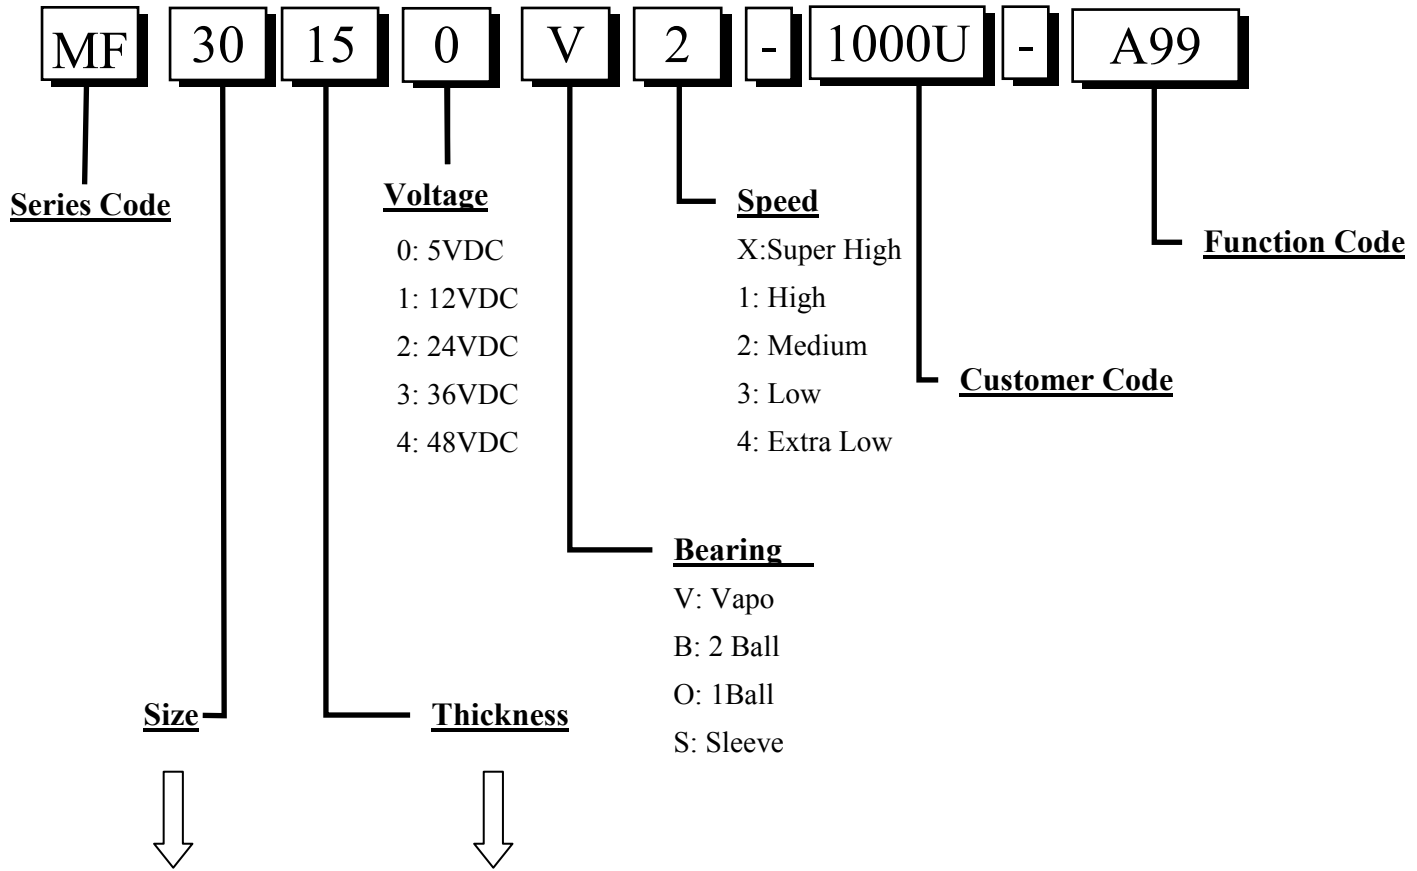 MF 30 15 0 V 2 - 1000U - A99
Series Code
Voltage
0: 5VDC
1: 12VDC
2: 24VDC
3: 36VDC
4: 48VDC
Speed
X:Super High
1: High
2: Medium
3: Low
4: Extra Low
Function Code
Customer Code
Bearing
V: Vapo
B: 2 Ball
O: 1Ball
S: Sleeve
Size
Thickness